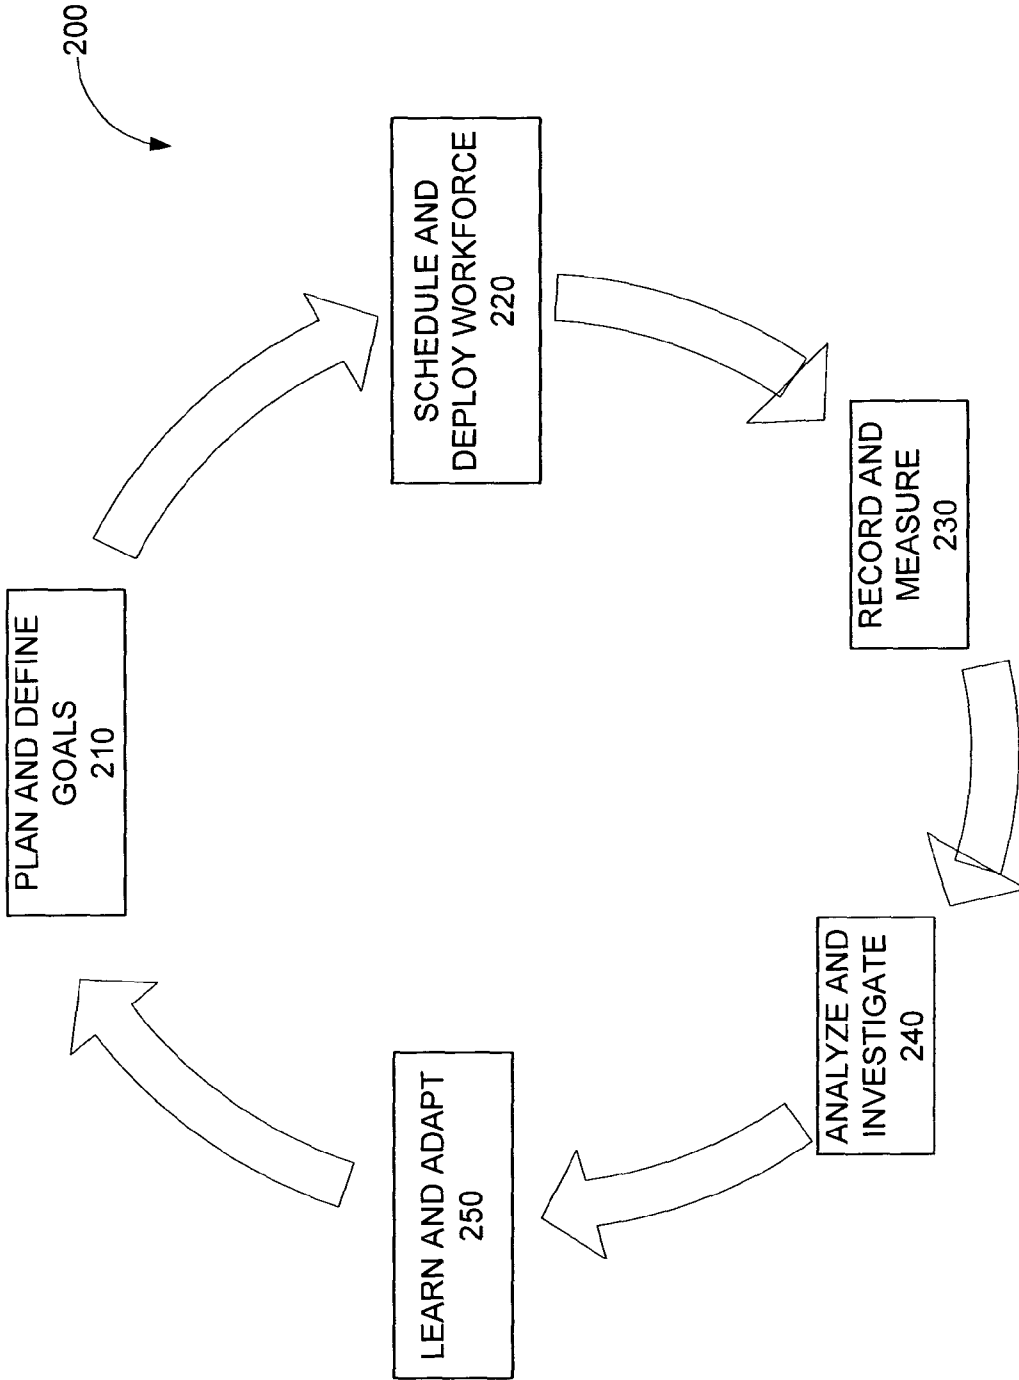 200
PLAN AND DEFINE
GOALS
210
SCHEDULE AND
DEPLOY WORKFORCE
220
RECORD AND
MEASURE
230
ANALYZE AND
INVESTIGATE
240
LEARN AND ADAPT
250